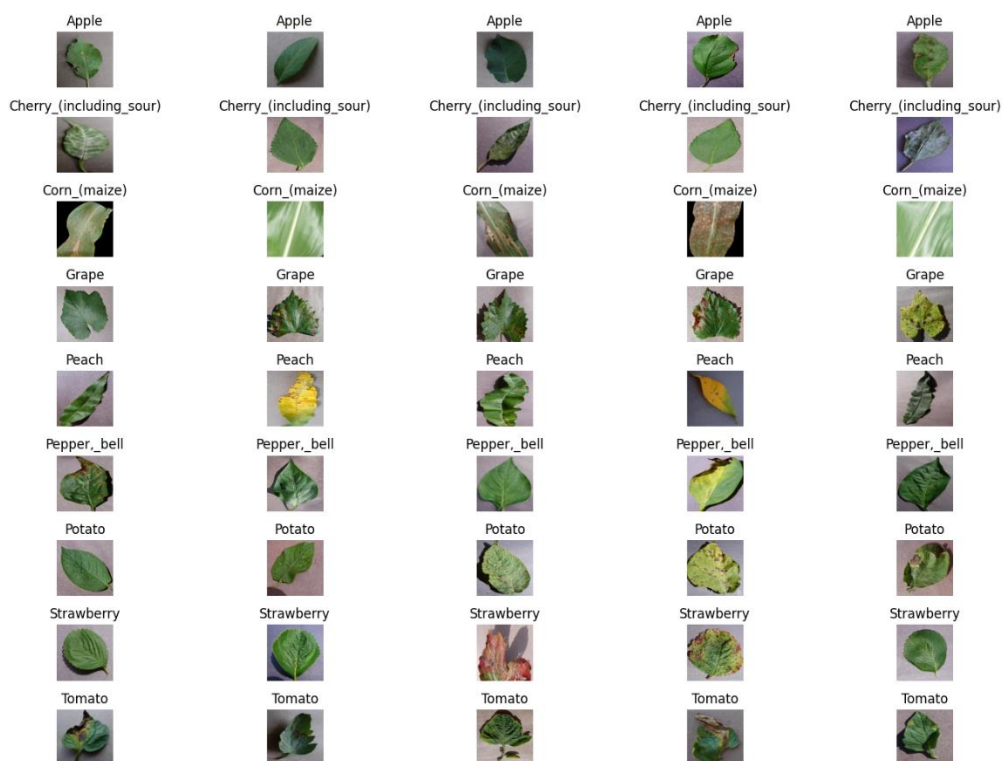 Apple Apple Apple Apple Apple
Cherry_(including_sour) Cherry_(including_sour) Cherry_(including_sour) Cherry_(including_sour) Cherry_(including_sour)
Corn_(maize) Corn_(maize) Corn_(maize) Corn_(maize) Corn_(maize)
Grape Grape Grape Grape Grape
Peach Peach Peach Peach Peach
Pepper,_bell Pepper,_bell Pepper,_bell Pepper,_bell Pepper,_bell
Potato Potato Potato Potato Potato
Strawberry Strawberry Strawberry Strawberry Strawberry
Tomato Tomato Tomato Tomato Tomato